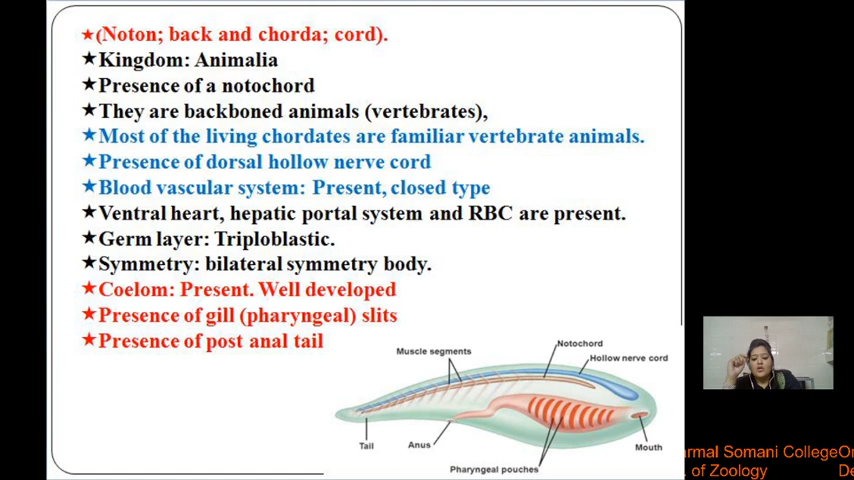 ★(Noton; back and chorda; cord).
★Kingdom: Animalia
★Presence of a notochord
★They are backboned animals (vertebrates),
★Most of the living chordates are familiar vertebrate animals.
★Presence of dorsal hollow nerve cord
★Blood vascular system: Present, closed type
★Ventral heart, hepatic portal system and RBC are present.
★Germ layer: Triploblastic.
★Symmetry: bilateral symmetry body.
★Coelom: Present. Well developed
★Presence of gill (pharyngeal) slits
★Presence of post anal tail
Notochord
Muscle segments
Hollow nerve cord
Tail
Anus
Mouth
Pharyngeal pouches
armal Somani CollegeOn
. of Zoology De